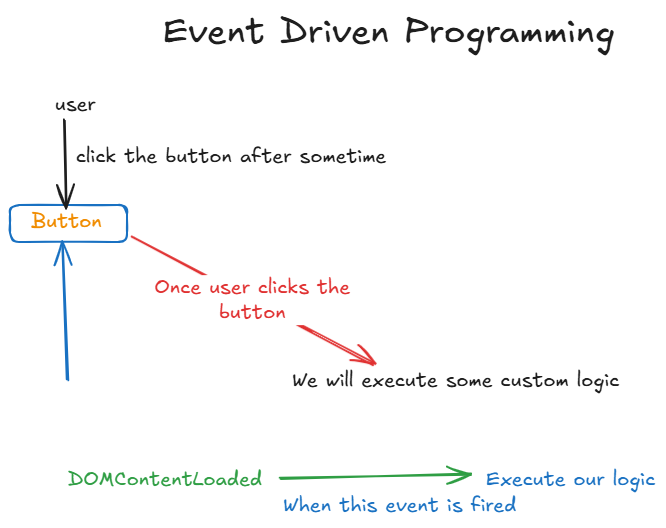 Event Driven Programming
user
click the button after sometime
Button
Once user clicks the
button
We will execute some custom logic
DOMContentLoaded
Execute our logic
When this event is fired